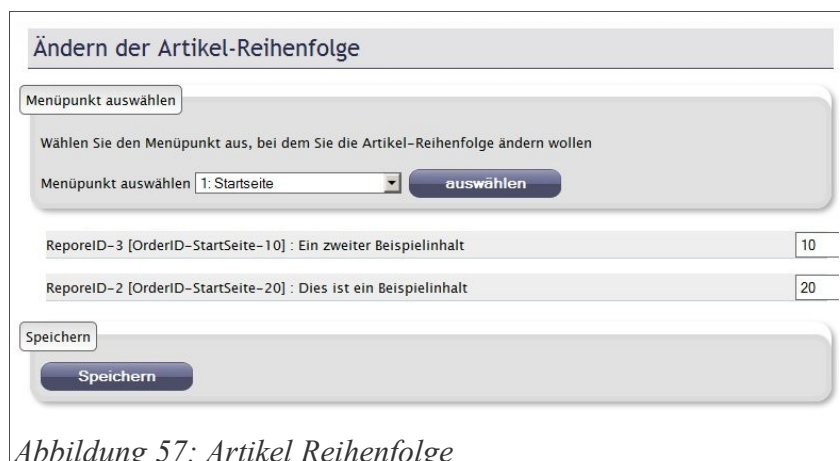 Ändern der Artikel-Reihenfolge
Menüpunkt auswählen
Wählen Sie den Menüpunkt aus, bei dem Sie die Artikel-Reihenfolge ändern wollen
Menüpunkt auswählen 1: Startseite auswählen
ReporeID-3 [OrderID-StartSeite-10] : Ein zweiter Beispielinhalt 10
ReporeID-2 [OrderID-StartSeite-20] : Dies ist ein Beispielinhalt 20
Speichern
Speichern
Abbildung 57: Artikel Reihenfolge